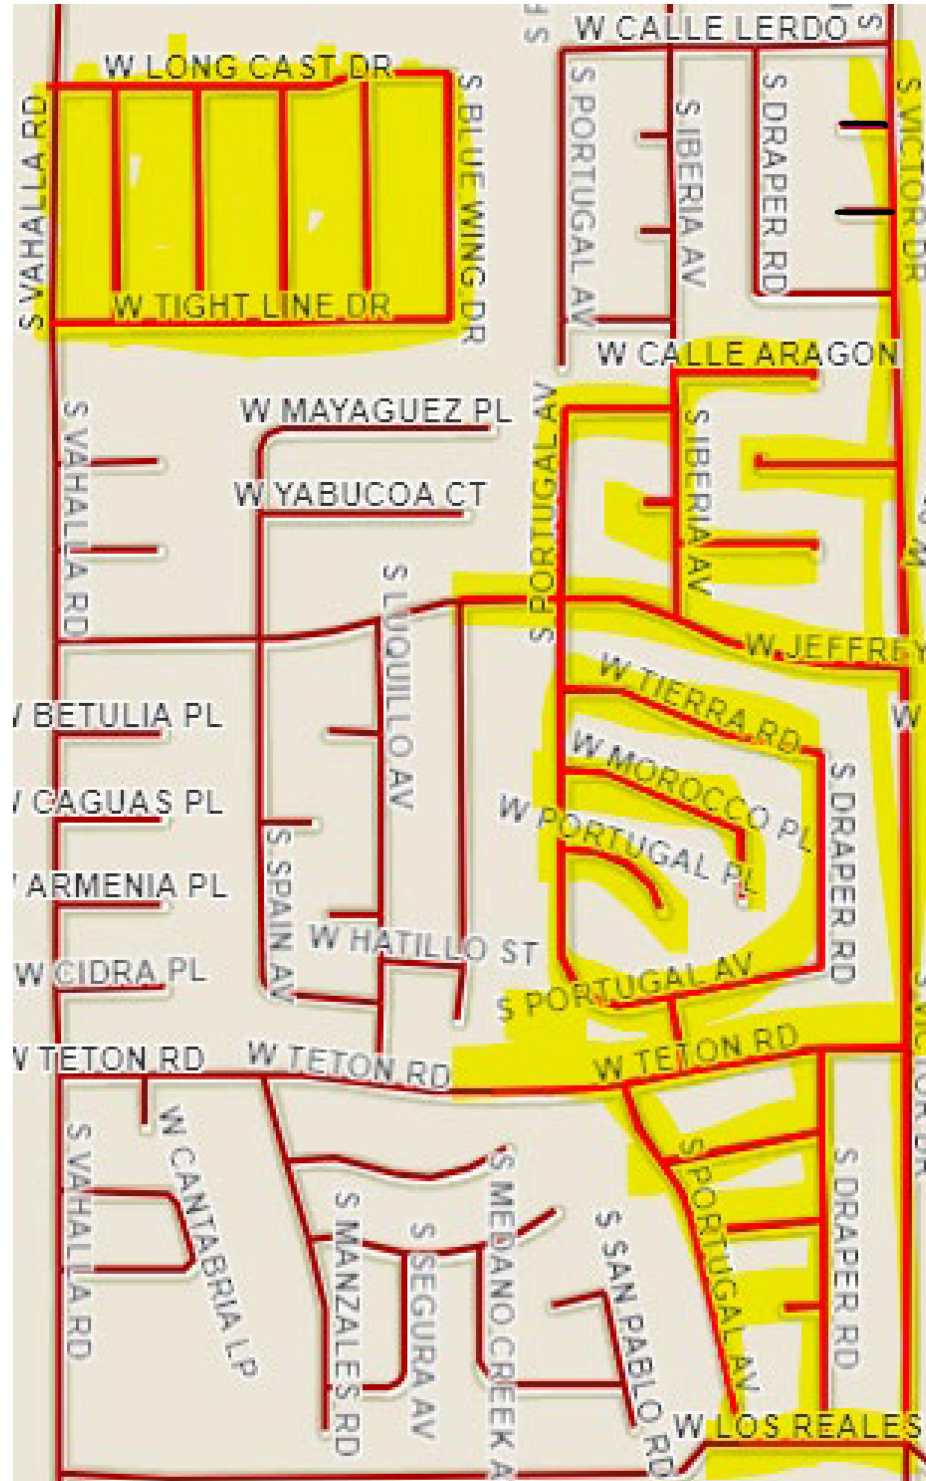 W CALLE LERDO
S
W LONG CAST DR
S VAHALLA RD
S BLUE WING DR
S PORTUGAL AV
S IBERIA AV
S DRAPER RD
S VICTOR DR
W TIGHT LINE DR
W CALLE ARAGON
S VAHALLA RD
W MAYAGUEZ PL
S PORTUGAL AV
S IBERIA AV
W YABUCOA CT
S LUQUILLO AV
W JEFFREY
W TIERRA RD
W BETULIA PL
W
W MOROCCO PL
S DRAPER RD
W CAGUAS PL
W PORTUGAL PL
S SPAIN AV
W ARMENIA PL
W HATILLO ST
W CIDRA PL
S PORTUGAL AV
S VICTOR DR
W TETON RD
W TETON RD
W TETON RD
S VAHALLA RD
W CANTABRIA LP
S MANZALES RD
S SEGURA AV
S MEDANO CREEK A
S SAN PABLO RD
S PORTUGAL AV
S DRAPER RD
W LOS REALES